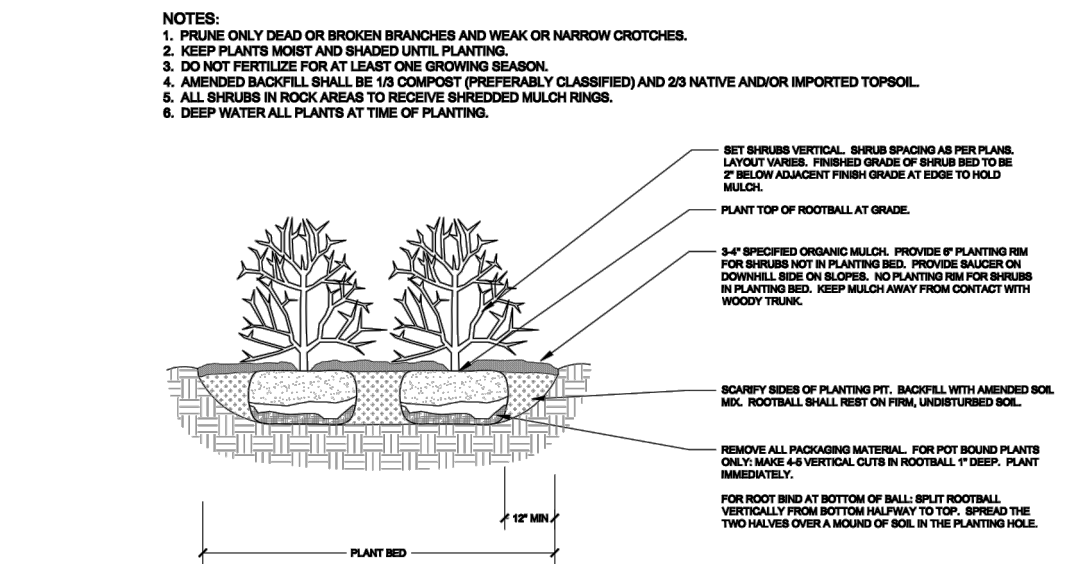 NOTES:
1. PRUNE ONLY DEAD OR BROKEN BRANCHES AND WEAK OR NARROW CROTCHES.
2. KEEP PLANTS MOIST AND SHADED UNTIL PLANTING.
3. DO NOT FERTILIZE FOR AT LEAST ONE GROWING SEASON.
4. AMENDED BACKFILL SHALL BE 1/3 COMPOST (PREFERABLY CLASSIFIED) AND 2/3 NATIVE AND/OR IMPORTED TOPSOIL.
5. ALL SHRUBS IN ROCK AREAS TO RECEIVE SHREDDED MULCH RINGS.
6. DEEP WATER ALL PLANTS AT TIME OF PLANTING.
SET SHRUBS VERTICAL. SHRUB SPACING AS PER PLANS.
LAYOUT VARIES. FINISHED GRADE OF SHRUB BED TO BE
2" BELOW ADJACENT FINISH GRADE AT EDGE TO HOLD
MULCH.
PLANT TOP OF ROOTBALL AT GRADE.
3-4" SPECIFIED ORGANIC MULCH. PROVIDE 6" PLANTING RIM
FOR SHRUBS NOT IN PLANTING BED. PROVIDE SAUCER ON
DOWNHILL SIDE ON SLOPES. NO PLANTING RIM FOR SHRUBS
IN PLANTING BED. KEEP MULCH AWAY FROM CONTACT WITH
WOODY TRUNK.
SCARIFY SIDES OF PLANTING PIT. BACKFILL WITH AMENDED SOIL
MIX. ROOTBALL SHALL REST ON FIRM, UNDISTURBED SOIL.
REMOVE ALL PACKAGING MATERIAL. FOR POT BOUND PLANTS
ONLY: MAKE 4-5 VERTICAL CUTS IN ROOTBALL 1" DEEP. PLANT
IMMEDIATELY.
FOR ROOT BIND AT BOTTOM OF BALL: SPLIT ROOTBALL
VERTICALLY FROM BOTTOM HALFWAY TO TOP. SPREAD THE
TWO HALVES OVER A MOUND OF SOIL IN THE PLANTING HOLE.
12" MIN
PLANT BED